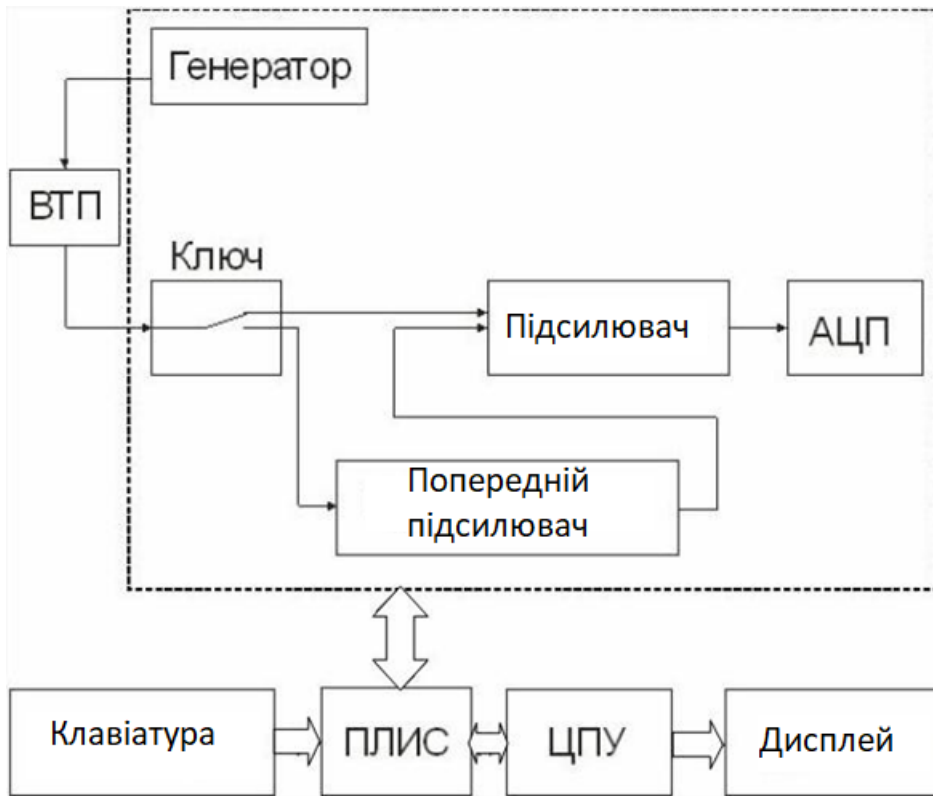 Генератор
ВТП
Ключ
Підсилювач
АЦП
Попередній
підсилювач
Клавіатура
ПЛИС
ЦПУ
Дисплей